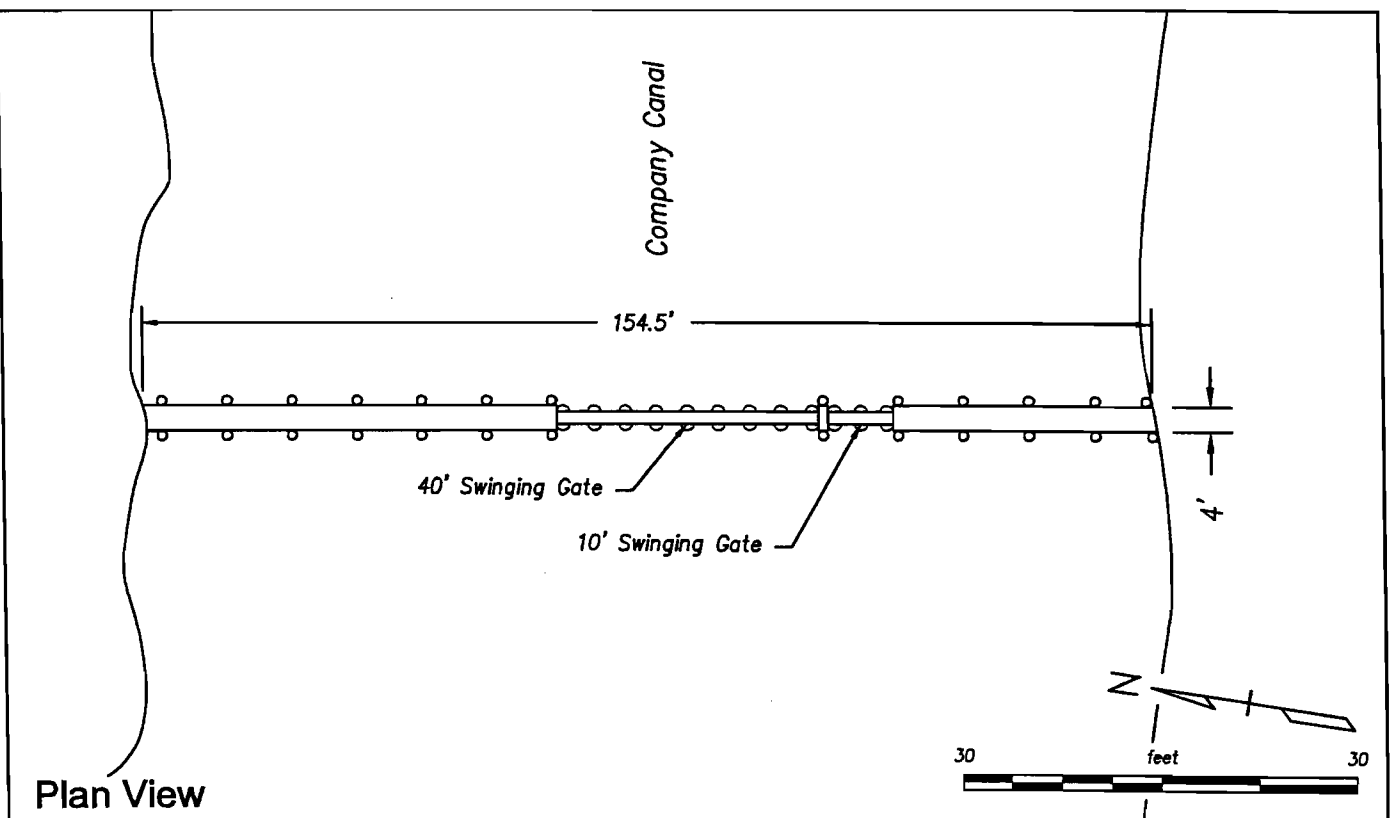 Company Canal
154.5'
40' Swinging Gate
10' Swinging Gate
4'
N
30 feet 30
Plan View